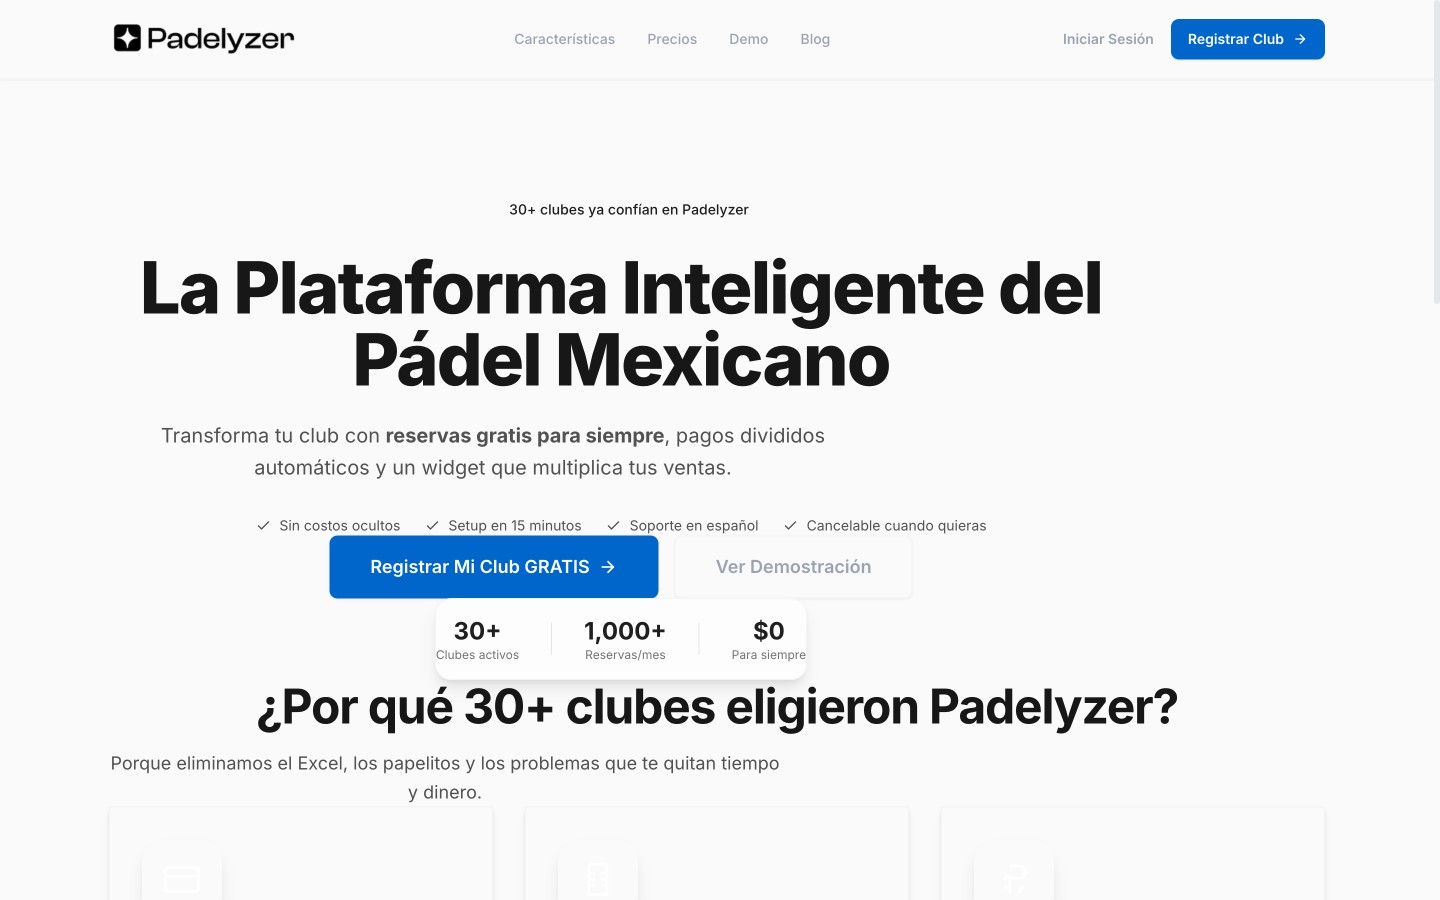 Padelyzer
Características
Precios
Demo
Blog
Iniciar Sesión
Registrar Club
30+ clubes ya confían en Padelyzer
La Plataforma Inteligente del
Pádel Mexicano
Transforma tu club con reservas gratis para siempre, pagos divididos
automáticos y un widget que multiplica tus ventas.
Sin costos ocultos
Setup en 15 minutos
Soporte en español
Cancelable cuando quieras
Registrar Mi Club GRATIS
Ver Demostración
30+
Clubes activos
1,000+
Reservas/mes
$0
Para siempre
¿Por qué 30+ clubes eligieron Padelyzer?
Porque eliminamos el Excel, los papelitos y los problemas que te quitan tiempo
y dinero.